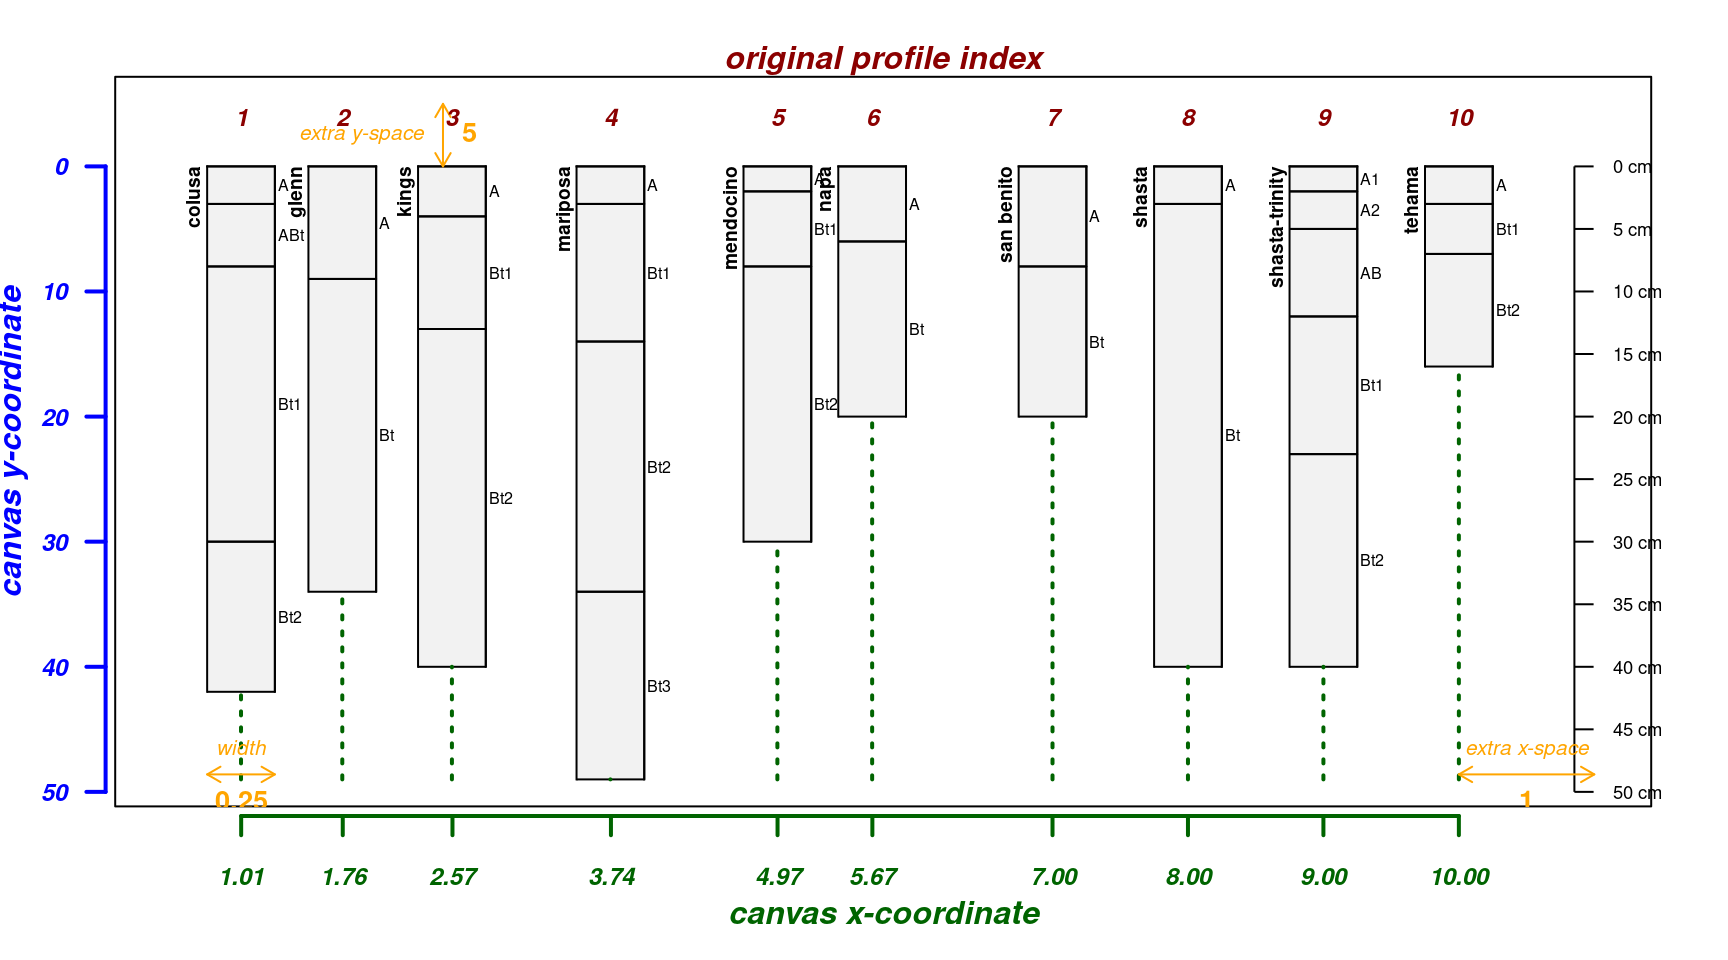 original profile index
1 2 3 4 5 6 7 8 9 10
extra y-space 5
canvas y-coordinate
0
10
20
30
40
50
colusa
A
ABt
Bt1
Bt2
glenn
A
Bt
kings
A
Bt1
Bt2
mariposa
A
Bt1
Bt2
Bt3
mendocino
A
Bt1
Bt2
napa
A
Bt
san benito
A
Bt
shasta
A
Bt
shasta-trinity
A1
A2
AB
Bt1
Bt2
tehama
A
Bt1
Bt2
0 cm
5 cm
10 cm
15 cm
20 cm
25 cm
30 cm
35 cm
40 cm
45 cm
50 cm
width
0.25
extra x-space
1
1.01 1.76 2.57 3.74 4.97 5.67 7.00 8.00 9.00 10.00
canvas x-coordinate